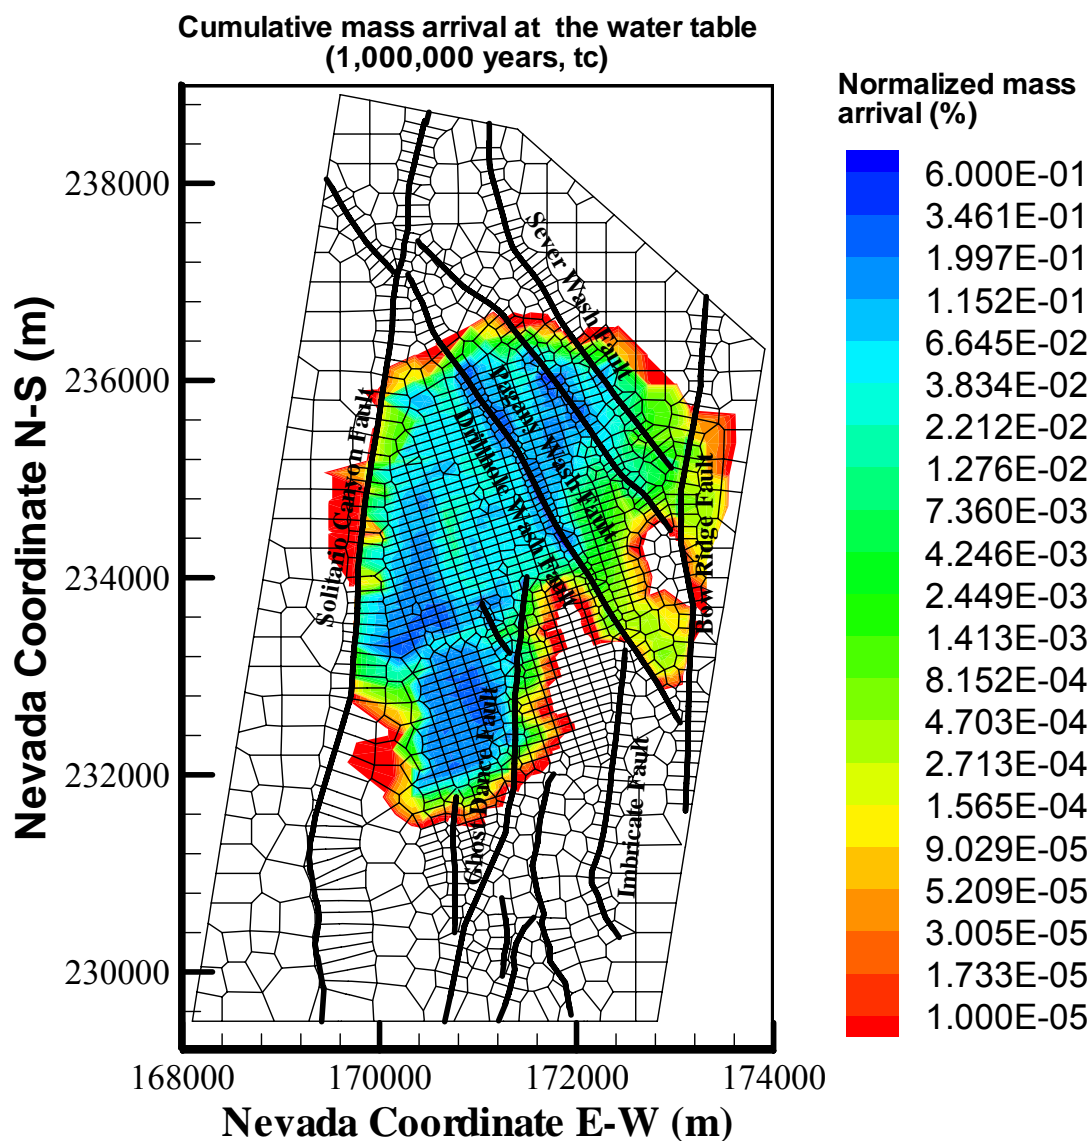 Cumulative mass arrival at the water table
(1,000,000 years, tc)
Normalized mass
arrival (%)
6.000E-01
3.461E-01
1.997E-01
1.152E-01
6.645E-02
3.834E-02
2.212E-02
1.276E-02
7.360E-03
4.246E-03
2.449E-03
1.413E-03
8.152E-04
4.703E-04
2.713E-04
1.565E-04
9.029E-05
5.209E-05
3.005E-05
1.733E-05
1.000E-05
Nevada Coordinate N-S (m)
238000
236000
234000
232000
230000
Sever Wash Fault
Pagany Wash Fault
Drillhole Wash Fault
Solitario Canyon Fault
Bow Ridge Fault
Ghost Dance Fault
Imbricate Fault
168000
170000
172000
174000
Nevada Coordinate E-W (m)